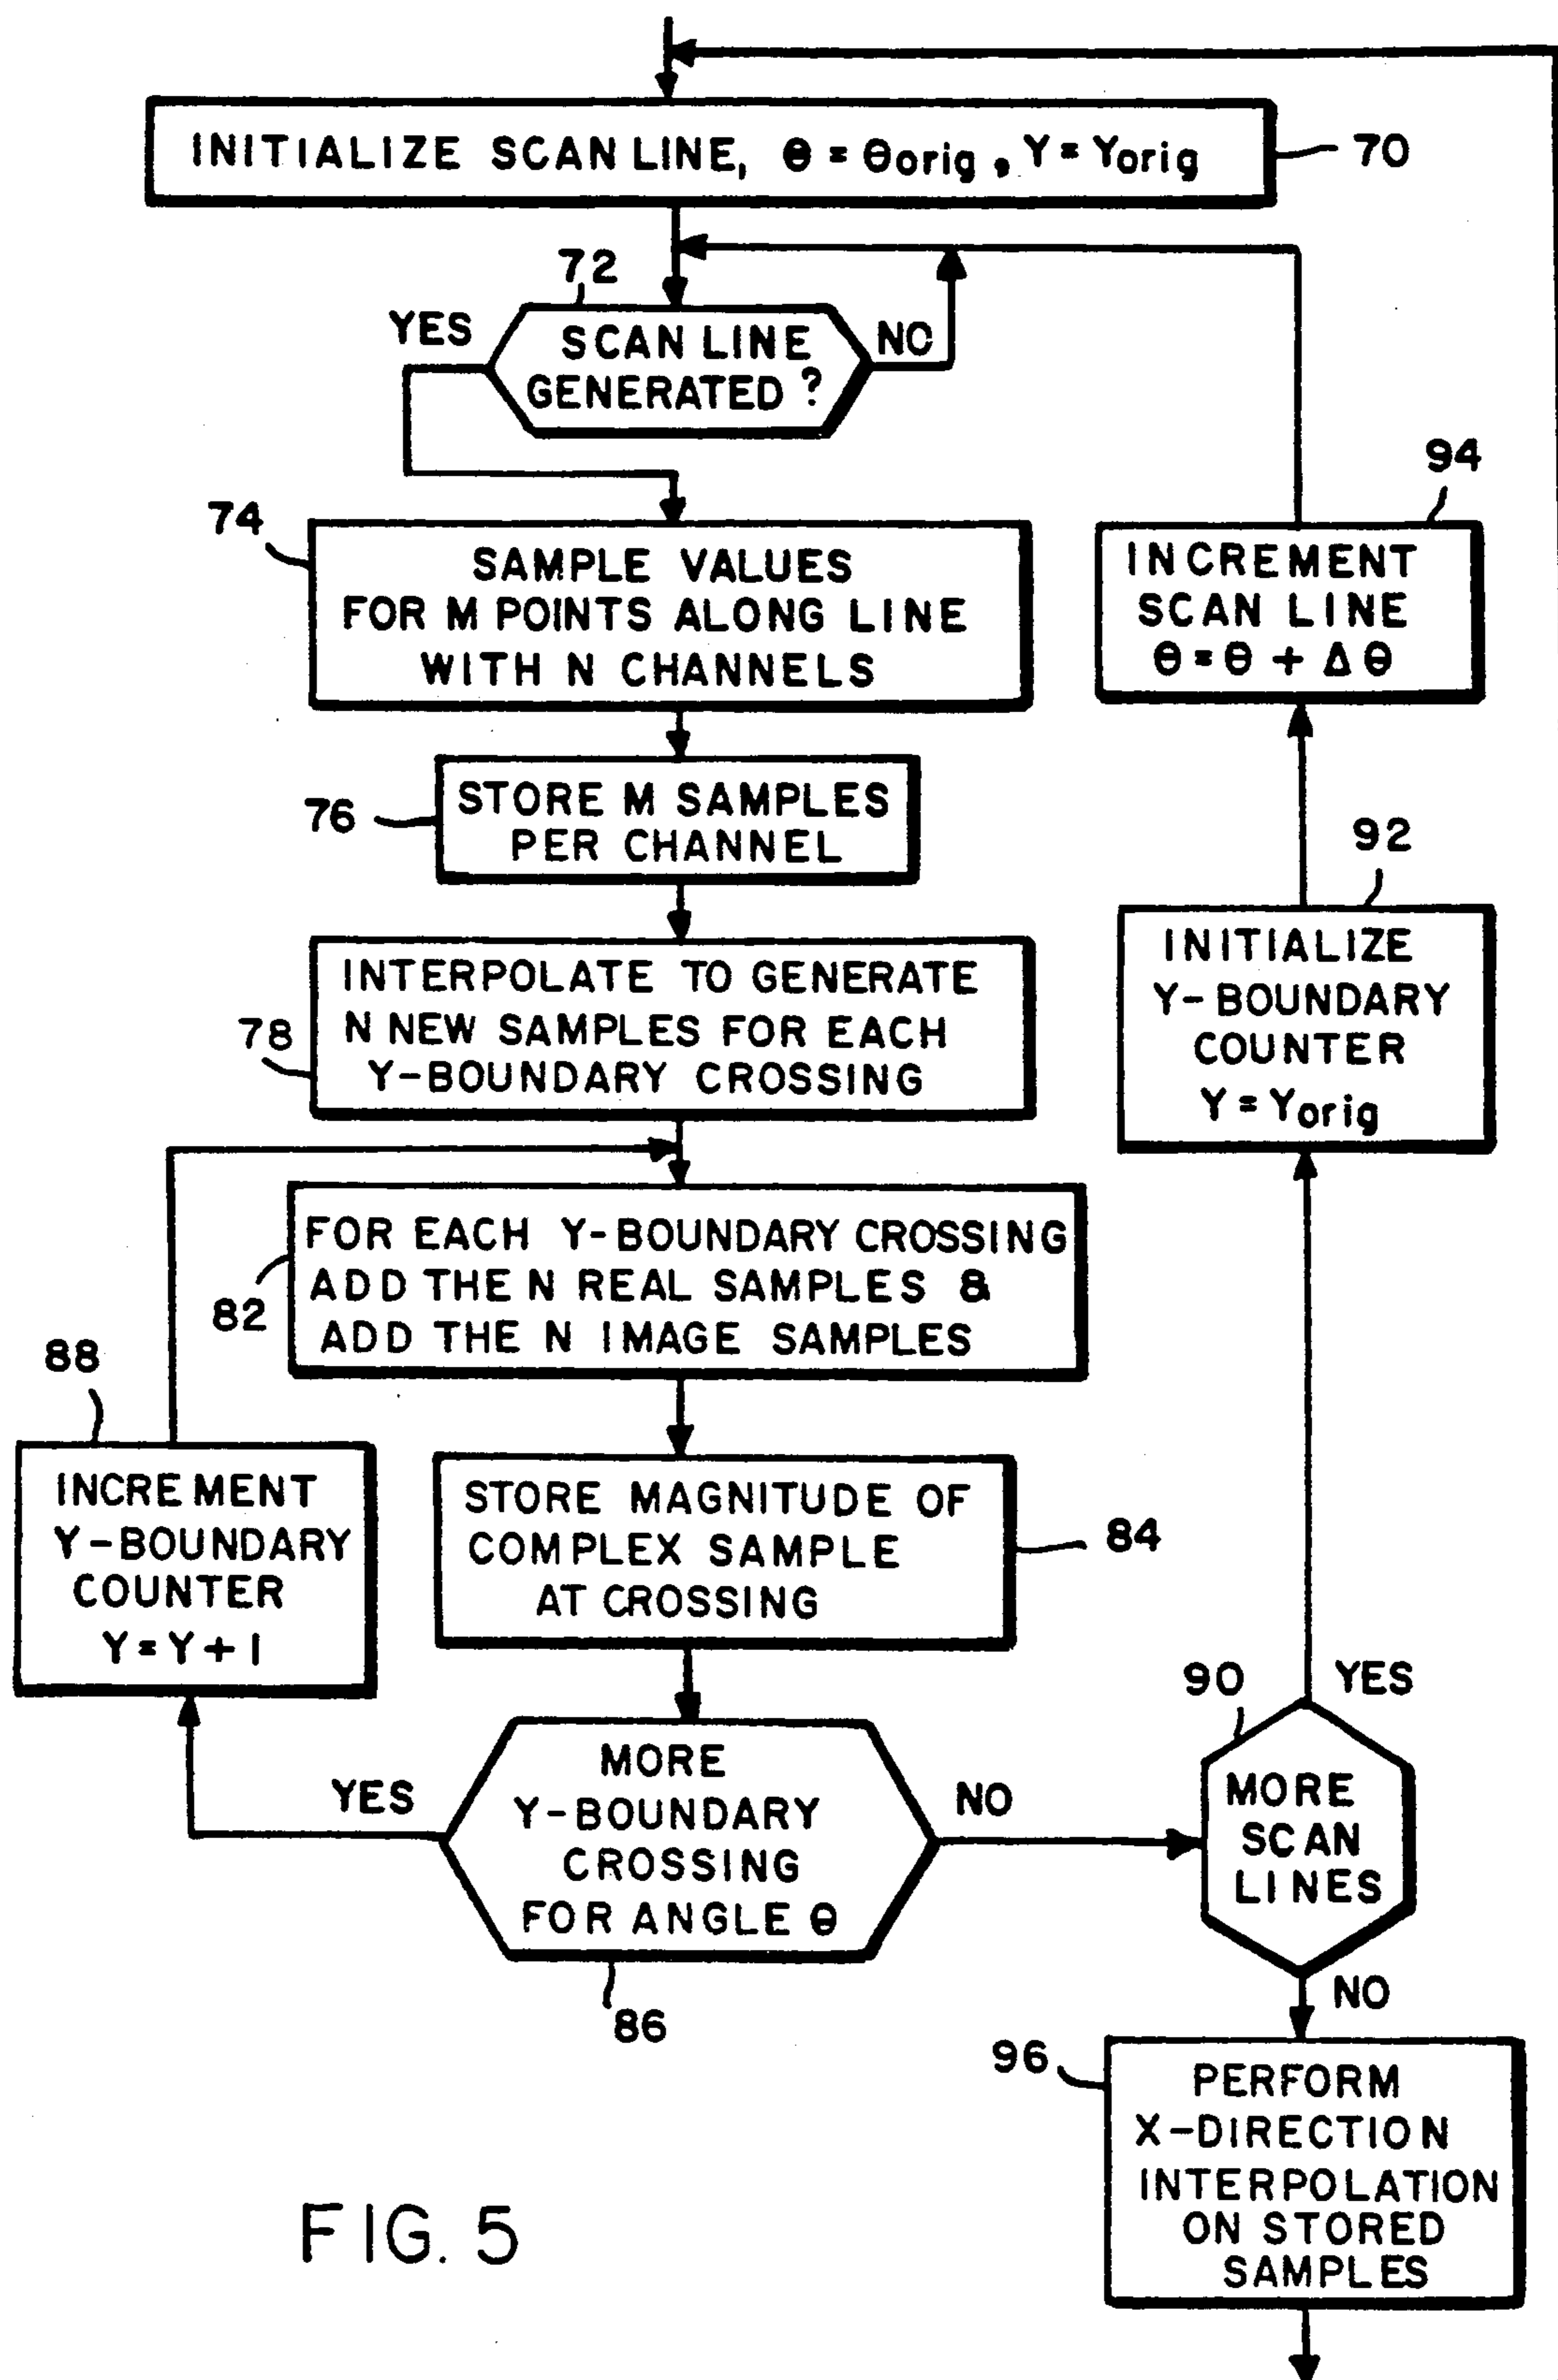 INITIALIZE SCAN LINE, θ = θorig, Y = Yorig
70
72
YES
SCAN LINE
GENERATED ?
NO
74
SAMPLE VALUES
FOR M POINTS ALONG LINE
WITH N CHANNELS
94
INCREMENT
SCAN LINE
θ = θ + Δθ
76
STORE M SAMPLES
PER CHANNEL
92
INITIALIZE
Y-BOUNDARY
COUNTER
Y = Yorig
78
INTERPOLATE TO GENERATE
N NEW SAMPLES FOR EACH
Y-BOUNDARY CROSSING
82
FOR EACH Y-BOUNDARY CROSSING
ADD THE N REAL SAMPLES &
ADD THE N IMAGE SAMPLES
88
INCREMENT
Y-BOUNDARY
COUNTER
Y = Y + 1
STORE MAGNITUDE OF
COMPLEX SAMPLE
AT CROSSING
84
YES
MORE
Y-BOUNDARY
CROSSING
FOR ANGLE θ
86
NO
90
YES
MORE
SCAN
LINES
NO
96
PERFORM
X-DIRECTION
INTERPOLATION
ON STORED
SAMPLES
FIG. 5